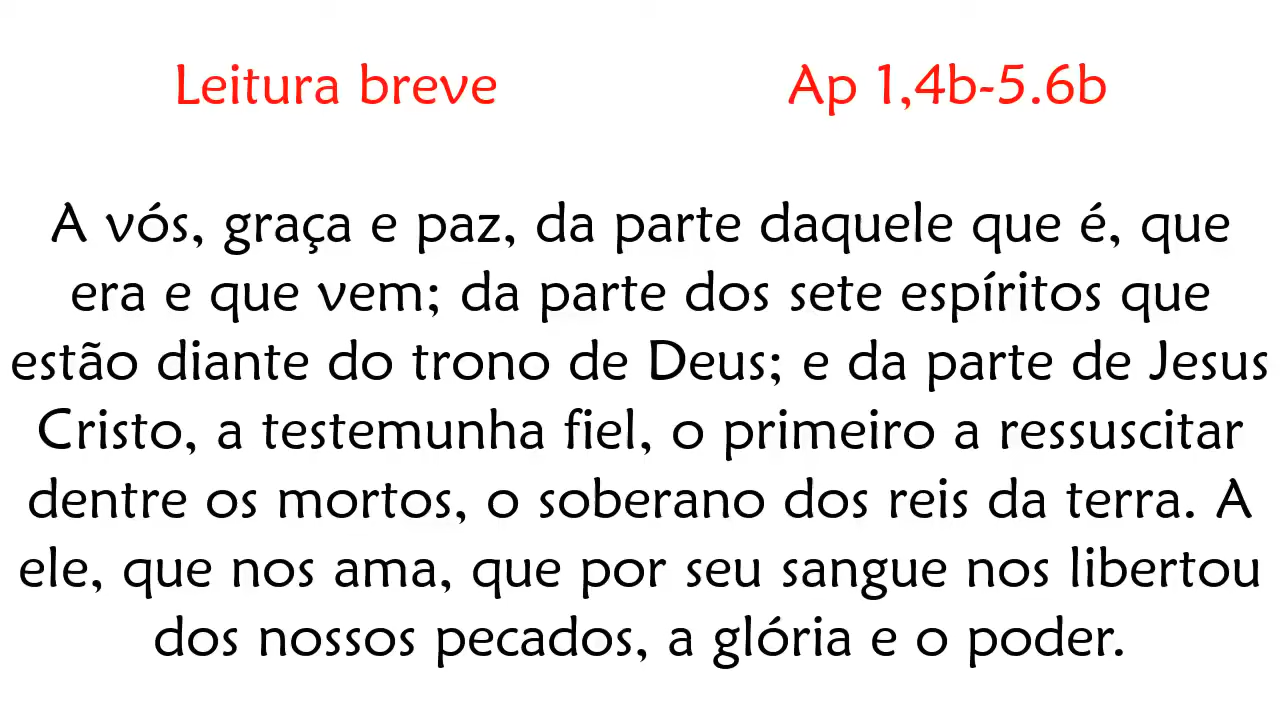 Leitura breve Ap 1,4b-5.6b
A vós, graça e paz, da parte daquele que é, que
era e que vem; da parte dos sete espíritos que
estão diante do trono de Deus; e da parte de Jesus
Cristo, a testemunha fiel, o primeiro a ressuscitar
dentre os mortos, o soberano dos reis da terra. A
ele, que nos ama, que por seu sangue nos libertou
dos nossos pecados, a glória e o poder.